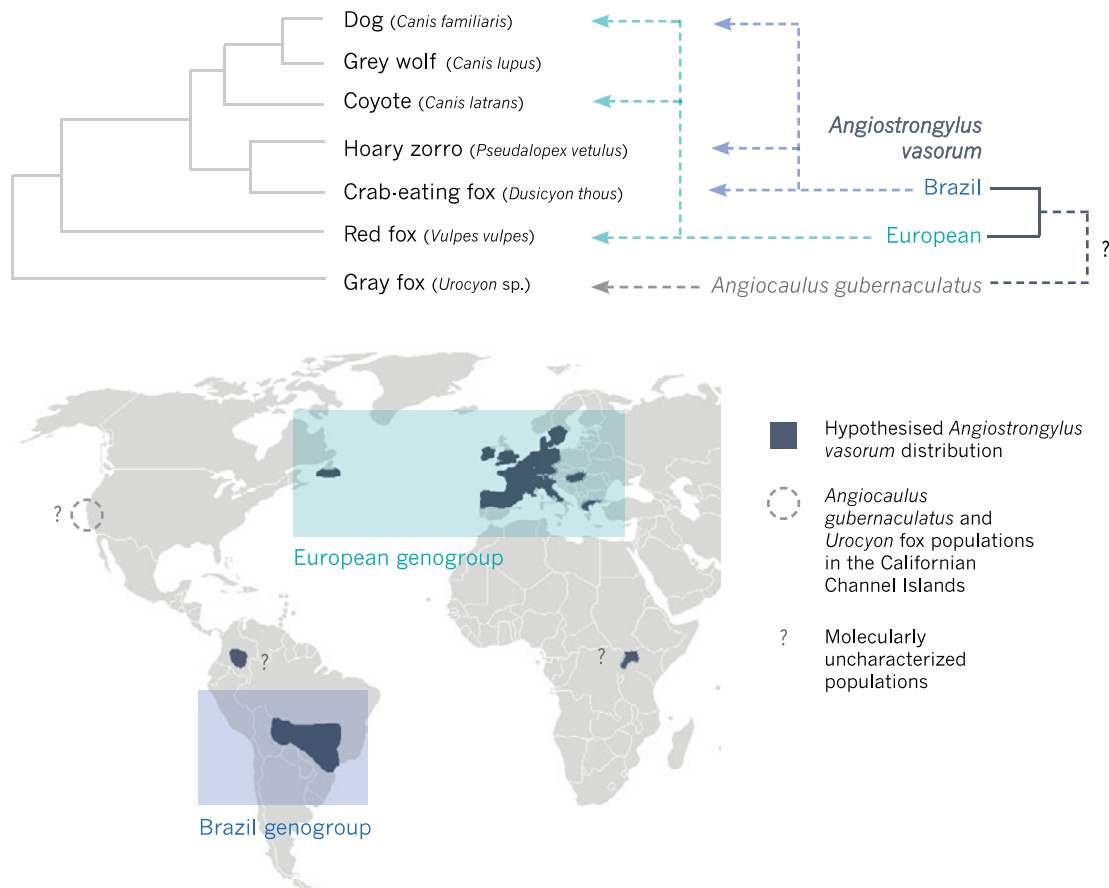 Dog (Canis familiaris)
Grey wolf (Canis lupus)
Coyote (Canis latrans)
Hoary zorro (Pseudalopex vetulus)
Crab-eating fox (Dusicyon thous)
Red fox (Vulpes vulpes)
Gray fox (Urocyon sp.)
Angiostrongylus
vasorum
Brazil
European
?
Angiocaulus gubernaculatus
?
European genogroup
?
?
Brazil genogroup
Hypothesised Angiostrongylus
vasorum distribution
Angiocaulus
gubernaculatus and
Urocyon fox populations
in the Californian
Channel Islands
?
Molecularly
uncharacterized
populations